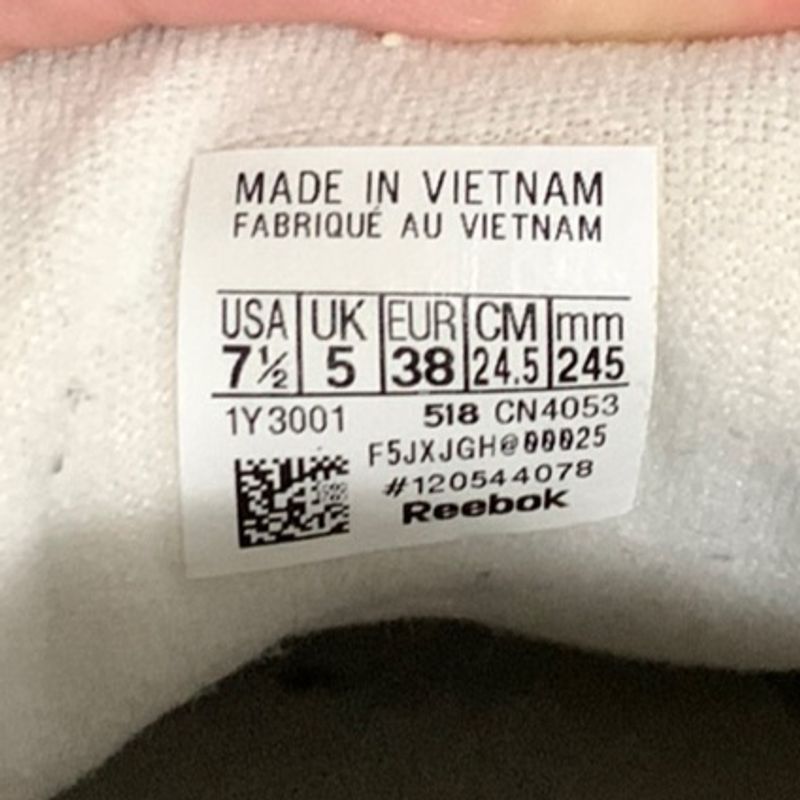 MADE IN VIETNAM
FABRIQUÉ AU VIETNAM
USA UK EUR CM mm
7½ 5 38 24.5 245
1Y3001 518 CN4053
F5JXJGH@00025
#120544078
Reebok